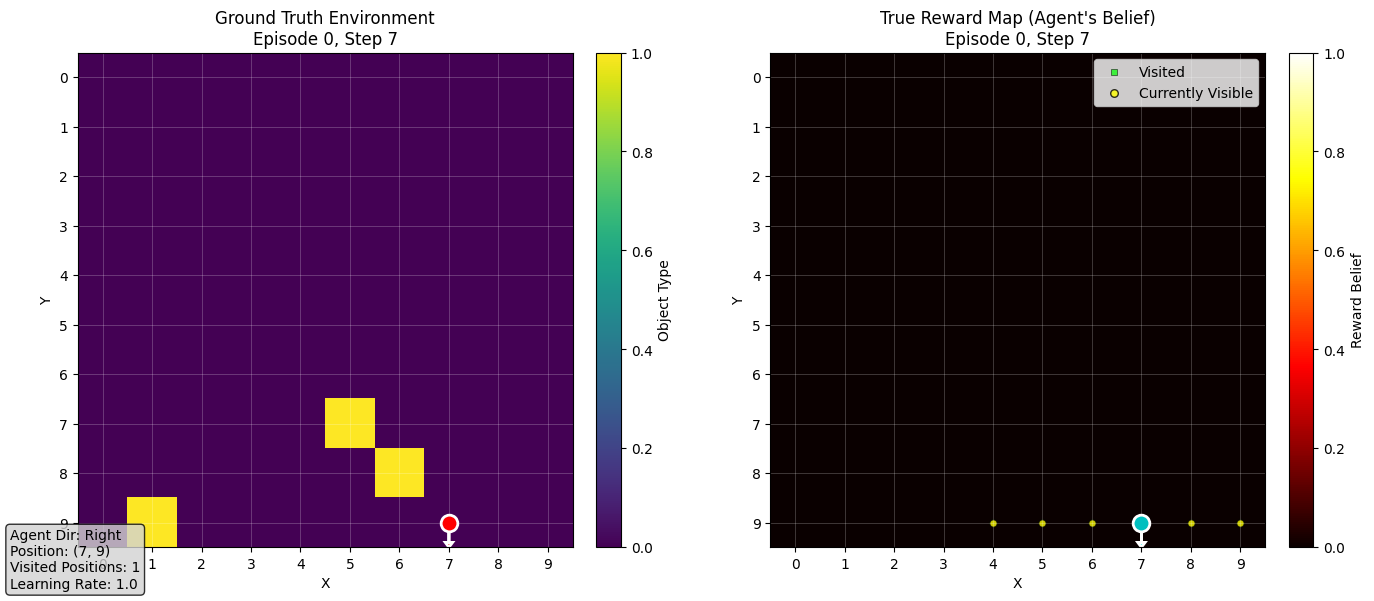 Ground Truth Environment
Episode 0, Step 7
0
1
2
3
4
5
6
7
8
9
Y
0 1 2 3 4 5 6 7 8 9
X
1.0
0.8
0.6
0.4
0.2
0.0
Object Type
Agent Dir: Right
Position: (7, 9)
Visited Positions: 1
Learning Rate: 1.0
True Reward Map (Agent's Belief)
Episode 0, Step 7
Visited
Currently Visible
0
1
2
3
4
5
6
7
8
9
Y
0 1 2 3 4 5 6 7 8 9
X
1.0
0.8
0.6
0.4
0.2
0.0
Reward Belief